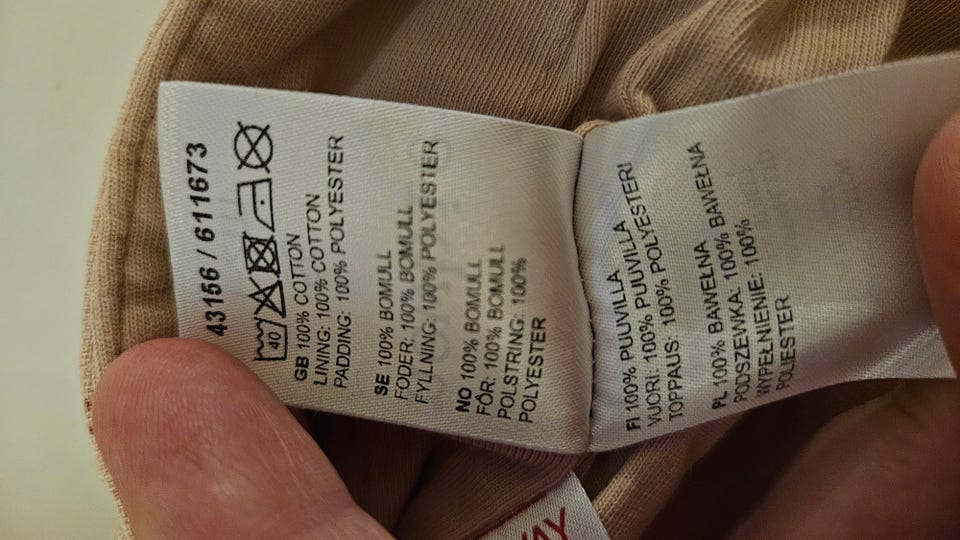 43156 / 611673
40
GB 100% COTTON
LINING: 100% COTTON
PADDING: 100% POLYESTER
SE 100% BOMULL
FODER: 100% BOMULL
FYLLNING: 100% POLYESTER
NO 100% BOMULL
FÔR: 100% BOMULL
POLSTRING: 100%
POLYESTER
FI 100% PUUVILLA
VUORI: 100% PUUVILLA
TOPPAUS: 100% POLYESTERI
PL 100% BAWEŁNA
PODSZEWKA: 100% BAWEŁNA
WYPEŁNIENIE: 100%
POLIESTER